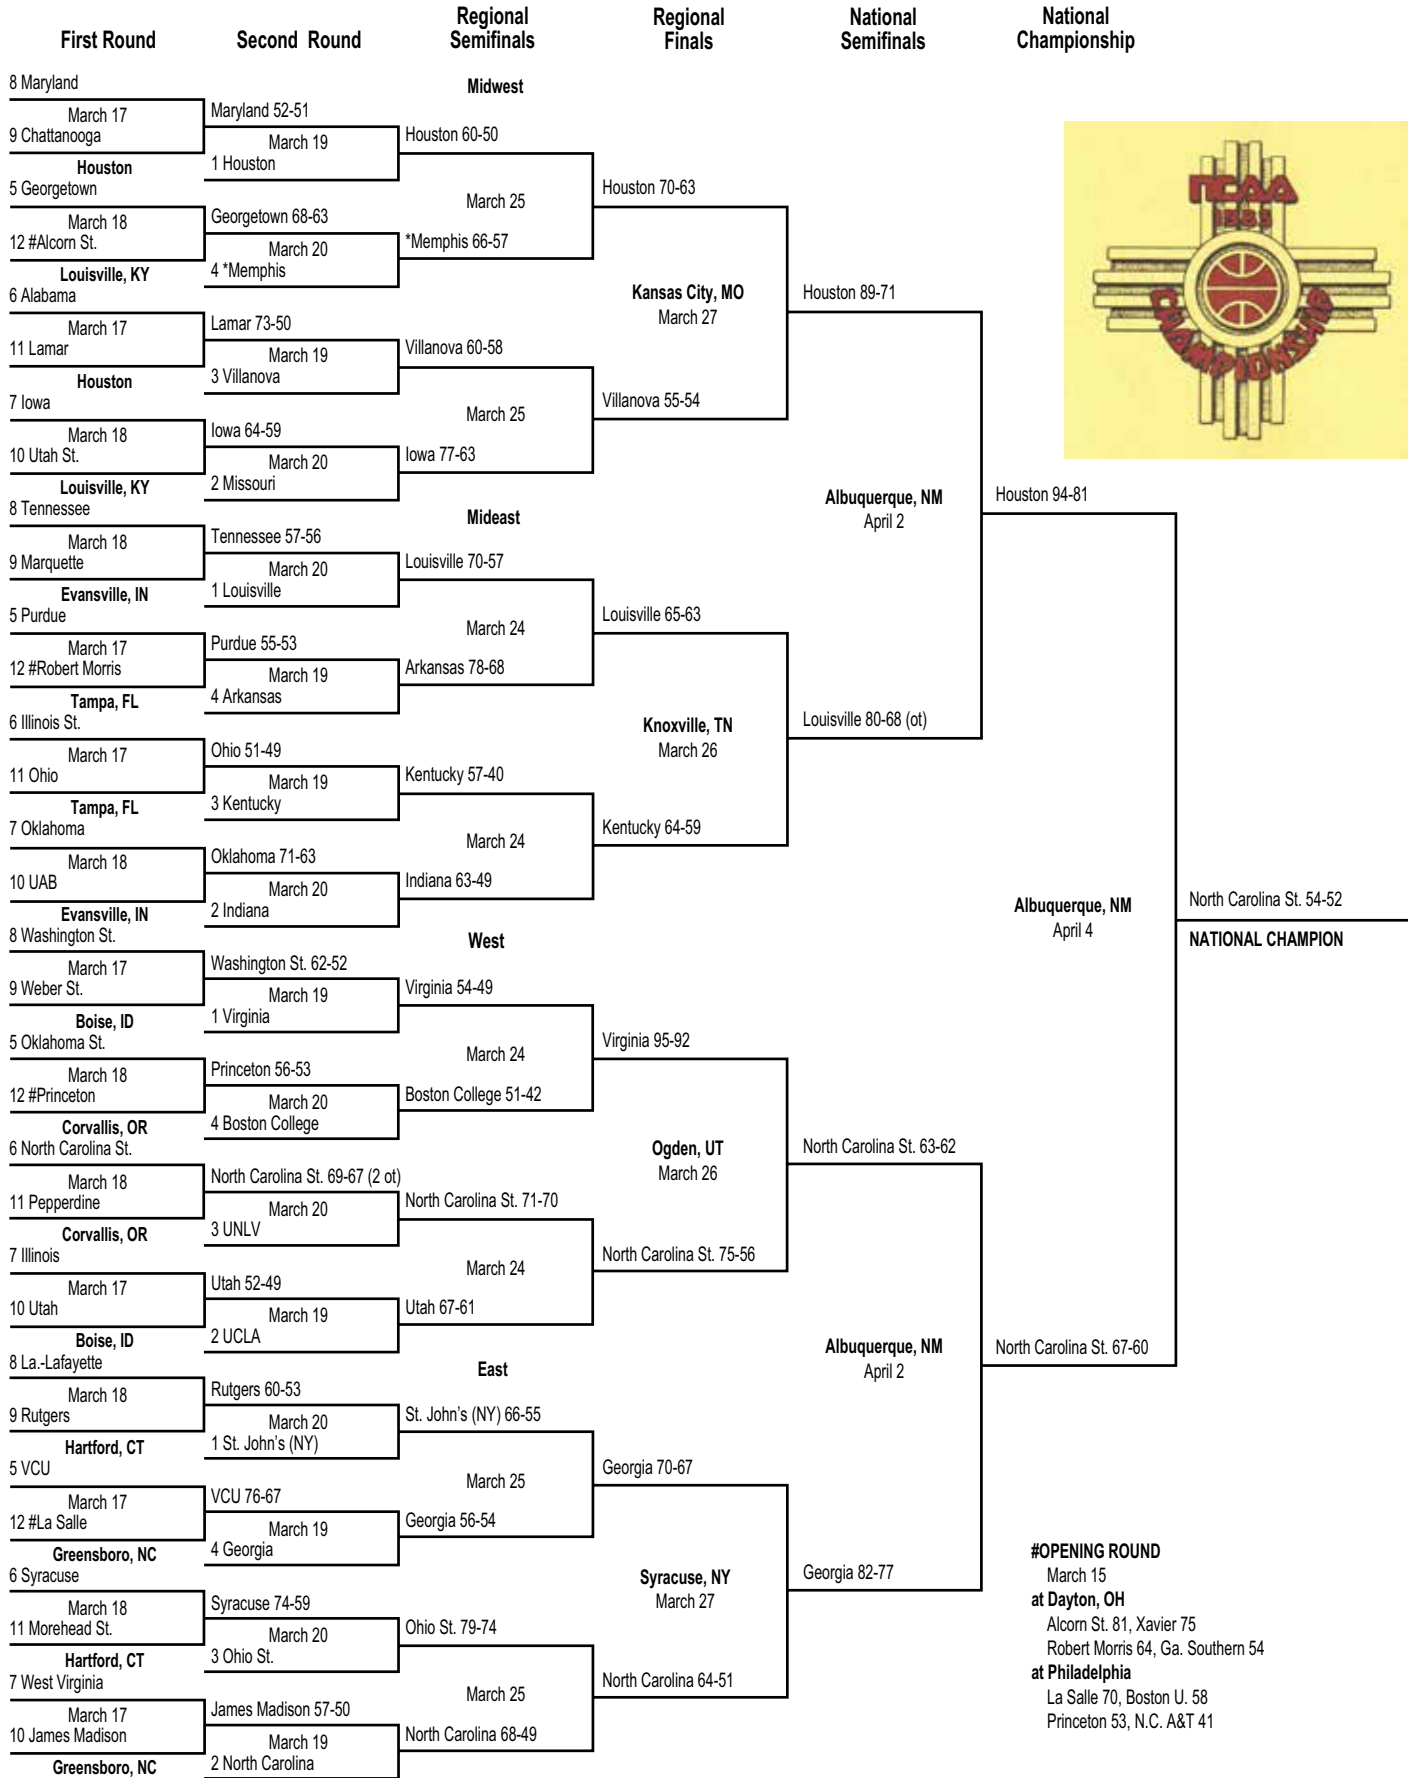 First Round
Second Round
Regional
Semifinals
Regional
Finals
National
Semifinals
National
Championship
8 Maryland
March 17
9 Chattanooga
Houston
5 Georgetown
March 18
12 #Alcorn St.
Louisville, KY
6 Alabama
March 17
11 Lamar
Houston
7 Iowa
March 18
10 Utah St.
Louisville, KY
8 Tennessee
March 18
9 Marquette
Evansville, IN
5 Purdue
March 17
12 #Robert Morris
Tampa, FL
6 Illinois St.
March 17
11 Ohio
Tampa, FL
7 Oklahoma
March 18
10 UAB
Evansville, IN
8 Washington St.
March 17
9 Weber St.
Boise, ID
5 Oklahoma St.
March 18
12 #Princeton
Corvallis, OR
6 North Carolina St.
March 18
11 Pepperdine
Corvallis, OR
7 Illinois
March 17
10 Utah
Boise, ID
8 La.-Lafayette
March 18
9 Rutgers
Hartford, CT
5 VCU
March 17
12 #La Salle
Greensboro, NC
6 Syracuse
March 18
11 Morehead St.
Hartford, CT
7 West Virginia
March 17
10 James Madison
Greensboro, NC
Maryland 52-51
March 19
1 Houston
Georgetown 68-63
March 20
4 *Memphis
Lamar 73-50
March 19
3 Villanova
Iowa 64-59
March 20
2 Missouri
Tennessee 57-56
March 20
1 Louisville
Purdue 55-53
March 19
4 Arkansas
Ohio 51-49
March 19
3 Kentucky
Oklahoma 71-63
March 20
2 Indiana
Washington St. 62-52
March 19
1 Virginia
Princeton 56-53
March 20
4 Boston College
North Carolina St. 69-67 (2 ot)
March 20
3 UNLV
Utah 52-49
March 19
2 UCLA
Rutgers 60-53
March 20
1 St. John's (NY)
VCU 76-67
March 19
4 Georgia
Syracuse 74-59
March 20
3 Ohio St.
James Madison 57-50
March 19
2 North Carolina
Midwest
Houston 60-50
March 25
*Memphis 66-57
Villanova 60-58
March 25
Iowa 77-63
Mideast
Louisville 70-57
March 24
Arkansas 78-68
Kentucky 57-40
March 24
Indiana 63-49
West
Virginia 54-49
March 24
Boston College 51-42
North Carolina St. 71-70
March 24
Utah 67-61
East
St. John's (NY) 66-55
March 25
Georgia 56-54
Ohio St. 79-74
March 25
North Carolina 68-49
Houston 70-63
Kansas City, MO
March 27
Villanova 55-54
Louisville 65-63
Knoxville, TN
March 26
Kentucky 64-59
Virginia 95-92
Ogden, UT
March 26
North Carolina St. 75-56
Georgia 70-67
Syracuse, NY
March 27
North Carolina 64-51
Houston 89-71
Albuquerque, NM
April 2
Louisville 80-68 (ot)
North Carolina St. 63-62
Albuquerque, NM
April 2
Georgia 82-77
Houston 94-81
Albuquerque, NM
April 4
North Carolina St. 67-60
North Carolina St. 54-52
NATIONAL CHAMPION
NCAA
1983
CHAMPIONSHIP
#OPENING ROUND
March 15
at Dayton, OH
Alcorn St. 81, Xavier 75
Robert Morris 64, Ga. Southern 54
at Philadelphia
La Salle 70, Boston U. 58
Princeton 53, N.C. A&T 41